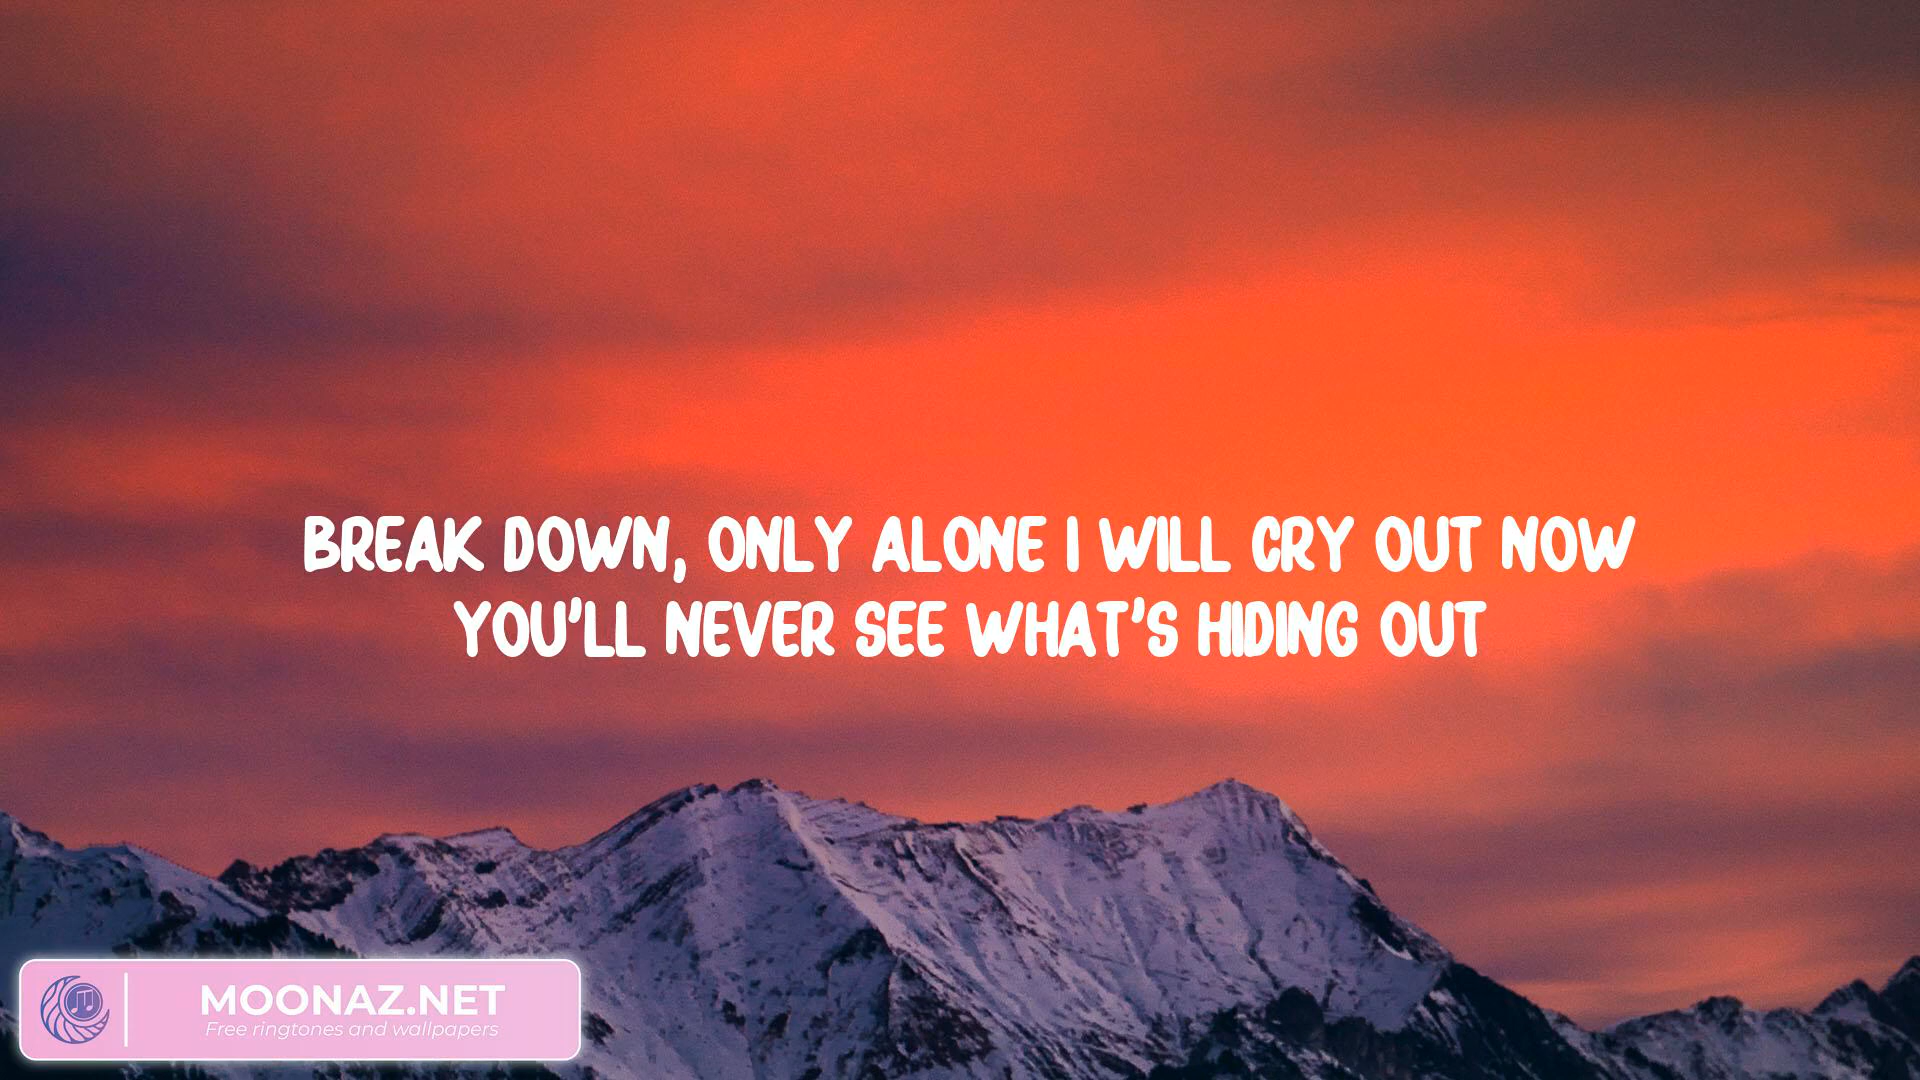 BREAK DOWN, ONLY ALONE I WILL CRY OUT NOW
YOU'LL NEVER SEE WHAT'S HIDING OUT
MOONAZ.NET
Free ringtones and wallpapers